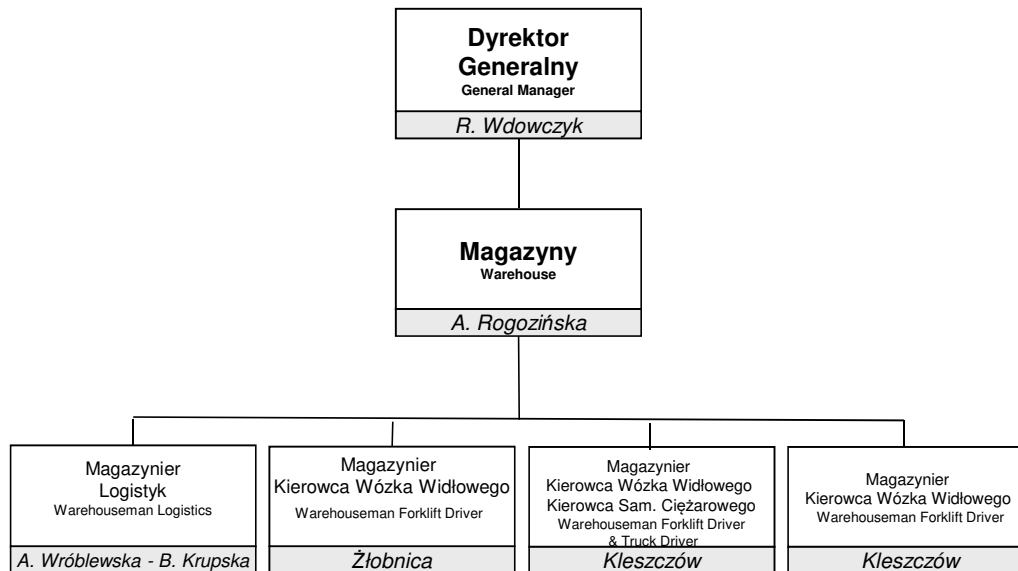 Dyrektor
Generalny
General Manager
R. Wdowczyk
Magazyny
Warehouse
A. Rogozińska
Magazynier
Logistyk
Warehouseman Logistics
A. Wróblewska - B. Krupska
Magazynier
Kierowca Wózka Widłowego
Warehouseman Forklift Driver
Żłobnica
Magazynier
Kierowca Wózka Widłowego
Kierowca Sam. Ciężarowego
Warehouseman Forklift Driver
& Truck Driver
Kleszczów
Magazynier
Kierowca Wózka Widłowego
Warehouseman Forklift Driver
Kleszczów